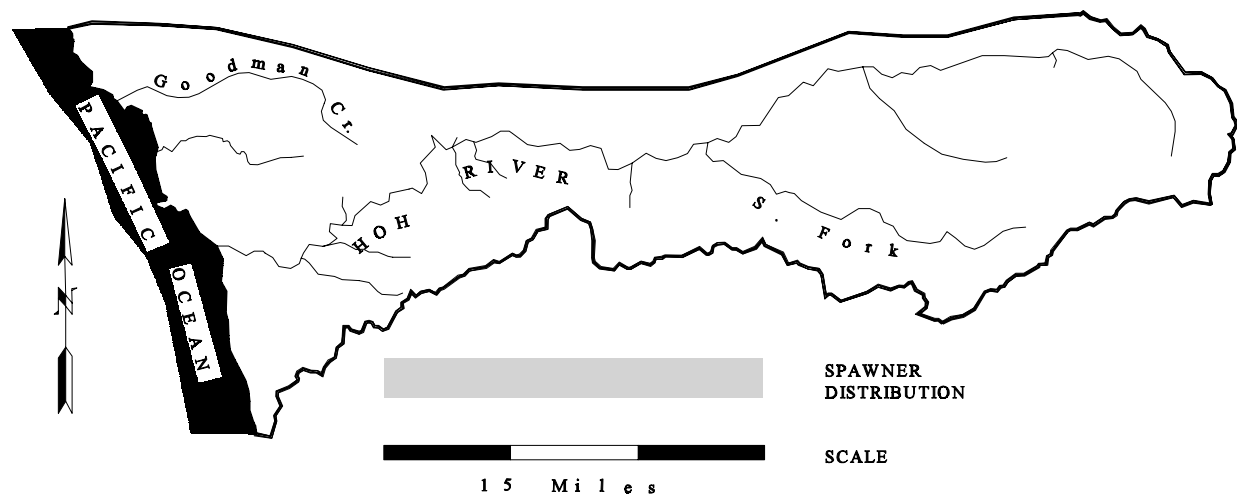 Goodman Cr.
PACIFIC OCEAN
HOH RIVER
S. Fork
N
SPAWNER
DISTRIBUTION
SCALE
15 Miles